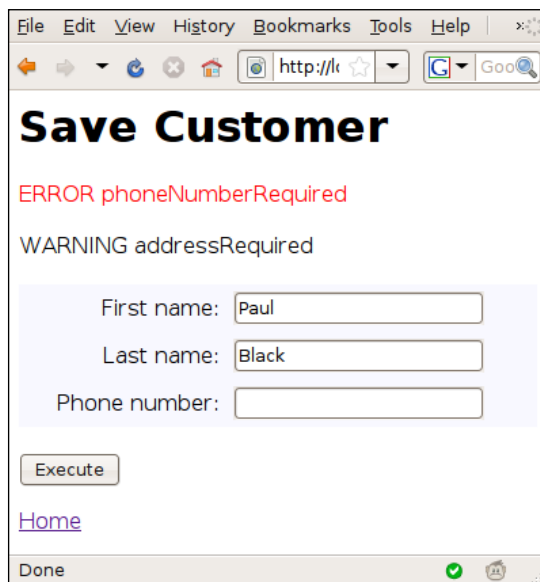 File Edit View History Bookmarks Tools Help
http://l G Goo
Save Customer
ERROR phoneNumberRequired
WARNING addressRequired
First name: Paul
Last name: Black
Phone number:
Execute
Home
Done